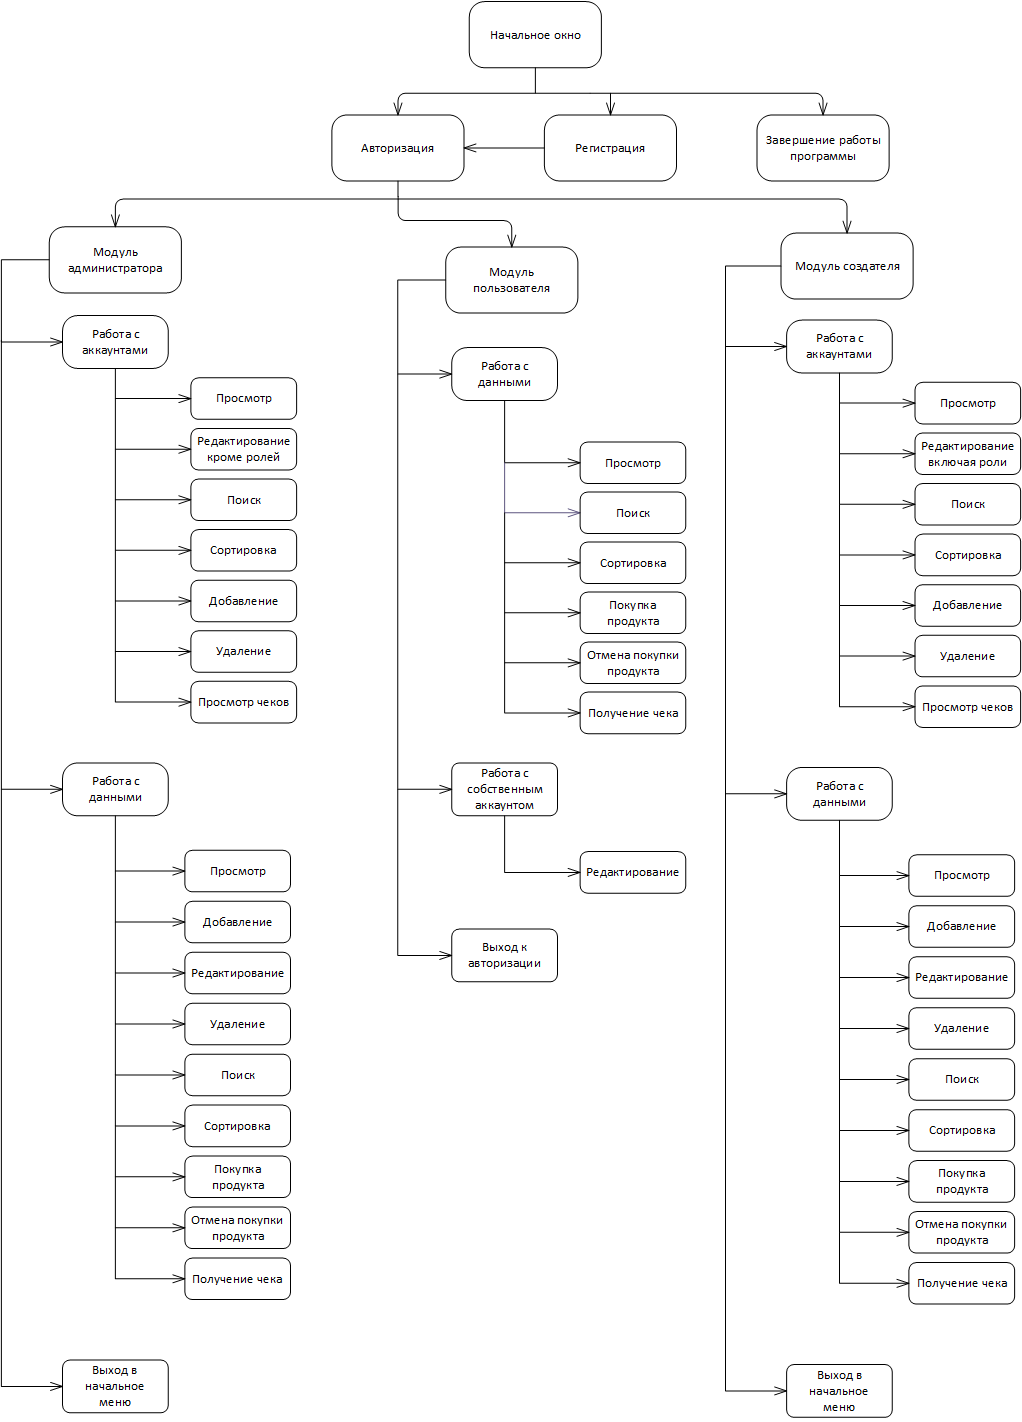 Начальное окно
Авторизация
Регистрация
Завершение работы
программы
Модуль
администратора
Работа с
аккаунтами
Просмотр
Редактирование
кроме ролей
Поиск
Сортировка
Добавление
Удаление
Просмотр чеков
Работа с
данными
Просмотр
Добавление
Редактирование
Удаление
Поиск
Сортировка
Покупка
продукта
Отмена покупки
продукта
Получение чека
Выход в
начальное
меню
Модуль
пользователя
Работа с
данными
Просмотр
Поиск
Сортировка
Покупка
продукта
Отмена покупки
продукта
Получение чека
Работа с
собственным
аккаунтом
Редактирование
Выход к
авторизации
Модуль создателя
Работа с
аккаунтами
Просмотр
Редактирование
включая роли
Поиск
Сортировка
Добавление
Удаление
Просмотр чеков
Работа с
данными
Просмотр
Добавление
Редактирование
Удаление
Поиск
Сортировка
Покупка
продукта
Отмена покупки
продукта
Получение чека
Выход в
начальное
меню